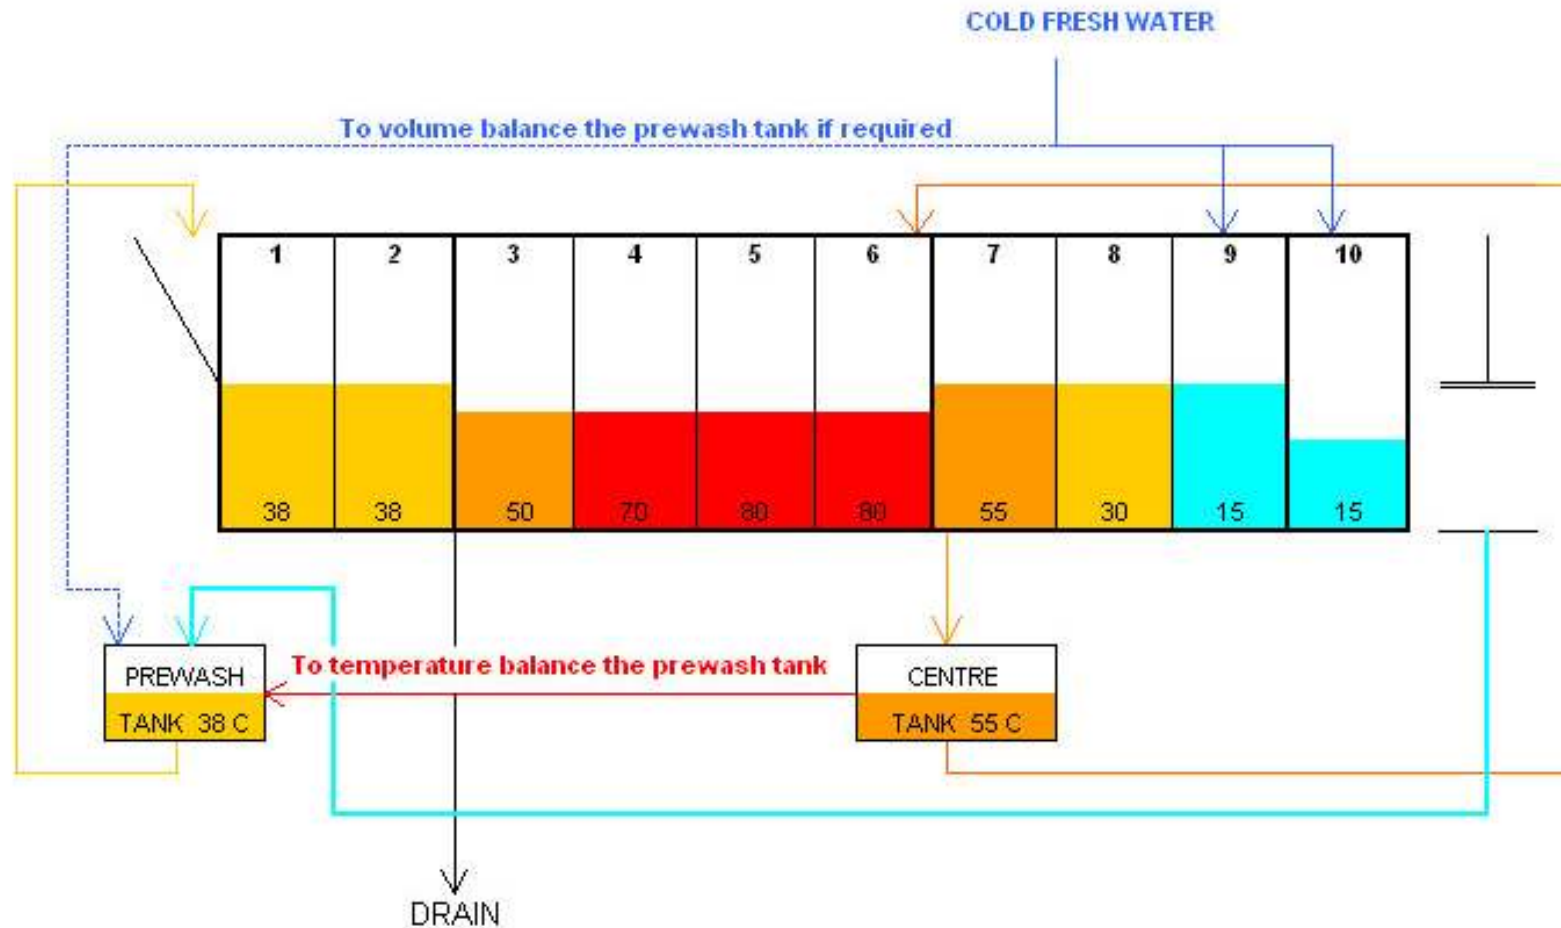 COLD FRESH WATER
To volume balance the prewash tank if required
1 2 3 4 5 6 7 8 9 10
38 38 50 70 80 80 55 30 15 15
PREWASH
TANK 38 C
To temperature balance the prewash tank
CENTRE
TANK 55 C
DRAIN